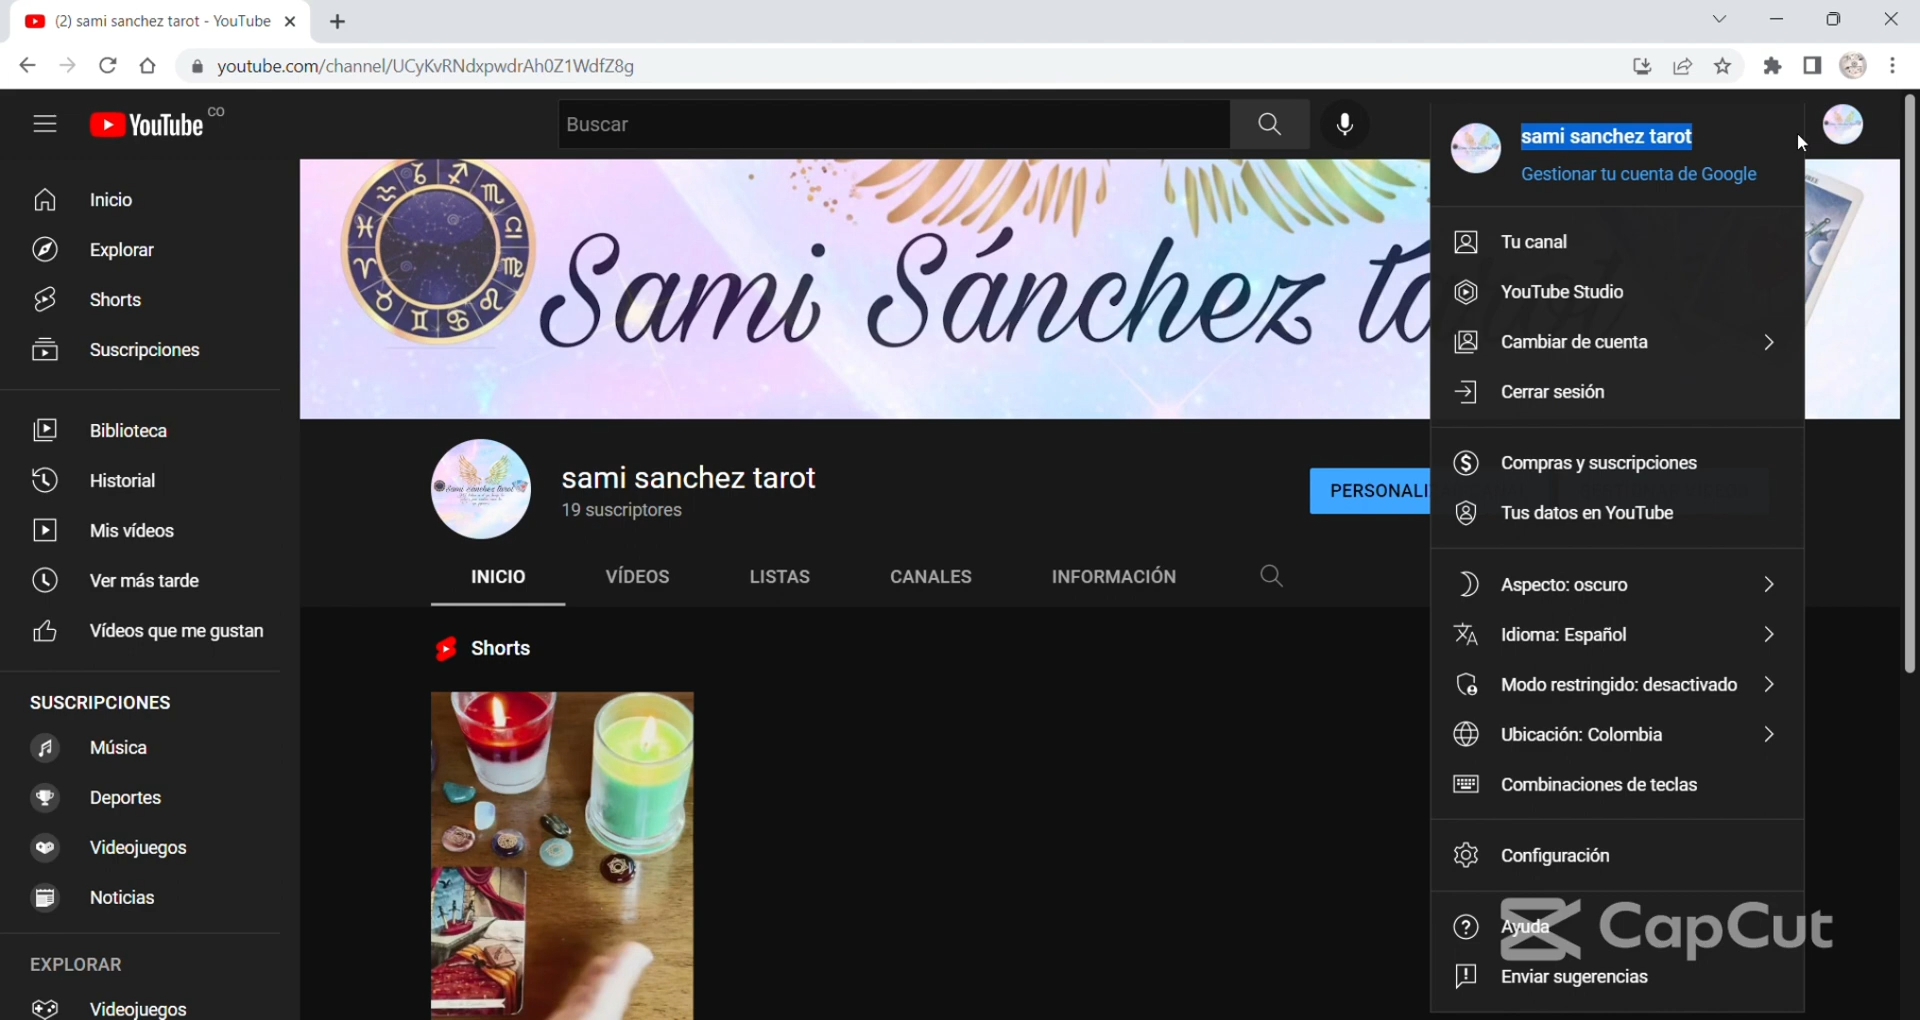 (2) sami sanchez tarot - YouTube
youtube.com/channel/UCyKvRNdxpwdrAh0Z1WdfZ8g
YouTube CO
Buscar
sami sanchez tarot
Gestionar tu cuenta de Google
Inicio
Explorar
Shorts
Suscripciones
Biblioteca
Historial
Mis vídeos
Ver más tarde
Vídeos que me gustan
SUSCRIPCIONES
Música
Deportes
Videojuegos
Noticias
EXPLORAR
Videojuegos
Sami Sánchez ta
sami sanchez tarot
19 suscriptores
PERSONALI
INICIO
VÍDEOS
LISTAS
CANALES
INFORMACIÓN
Shorts
Tu canal
YouTube Studio
Cambiar de cuenta
Cerrar sesión
Compras y suscripciones
Tus datos en YouTube
Aspecto: oscuro
Idioma: Español
Modo restringido: desactivado
Ubicación: Colombia
Combinaciones de teclas
Configuración
Ayuda
Enviar sugerencias
CapCut